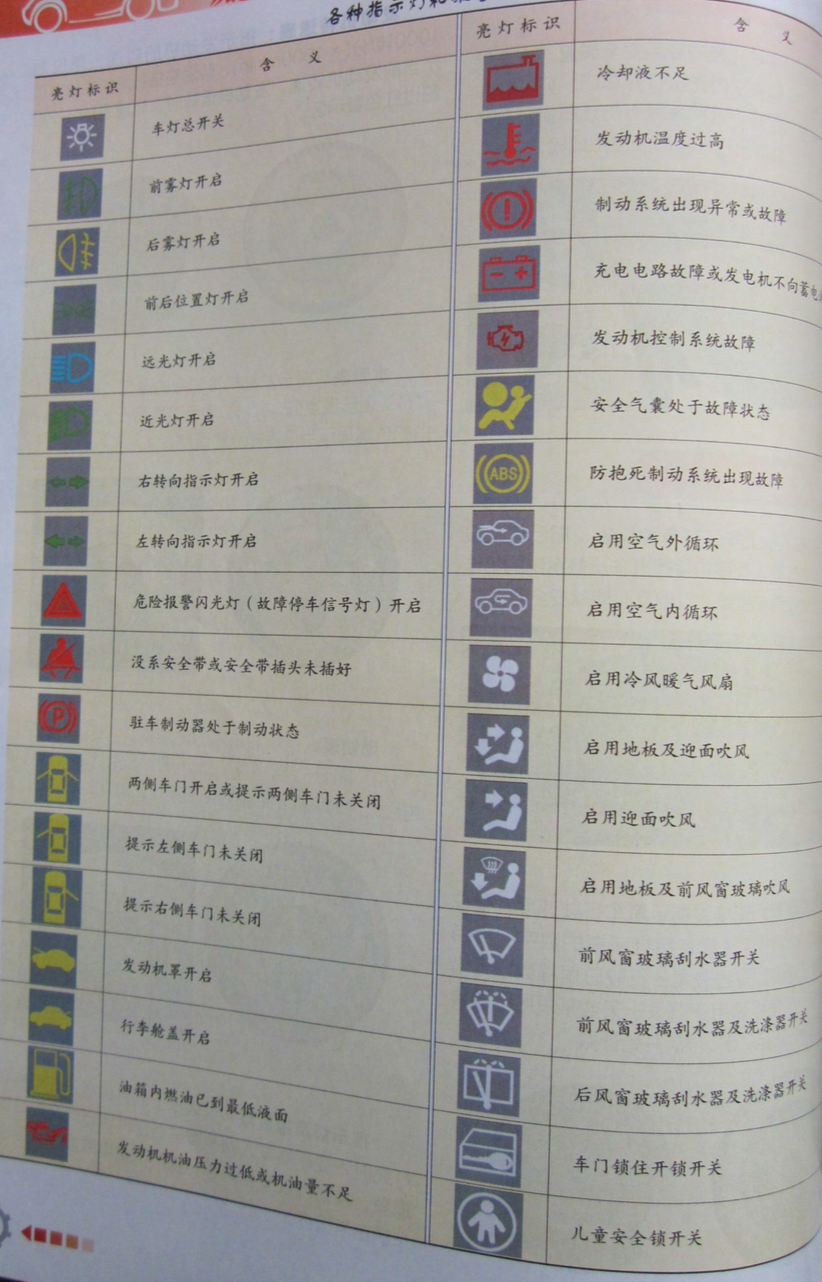 各种指示灯和
亮灯标识 含 义
车灯总开关
前雾灯开启
后雾灯开启
前后位置灯开启
远光灯开启
近光灯开启
右转向指示灯开启
左转向指示灯开启
危险报警闪光灯（故障停车信号灯）开启
没系安全带或安全带插头未插好
P 驻车制动器处于制动状态
两侧车门开启或提示两侧车门未关闭
提示左侧车门未关闭
提示右侧车门未关闭
发动机罩开启
行李舱盖开启
油箱内燃油已到最低液面
发动机机油压力过低或机油量不足
亮灯标识 含 义
冷却液不足
发动机温度过高
制动系统出现异常或故障
充电电路故障或发电机不向蓄电
发动机控制系统故障
安全气囊处于故障状态
ABS 防抱死制动系统出现故障
启用空气外循环
启用空气内循环
启用冷风暖气风扇
启用地板及迎面吹风
启用迎面吹风
启用地板及前风窗玻璃吹风
前风窗玻璃刮水器开关
前风窗玻璃刮水器及洗涤器开关
后风窗玻璃刮水器及洗涤器开关
车门锁住开锁开关
儿童安全锁开关